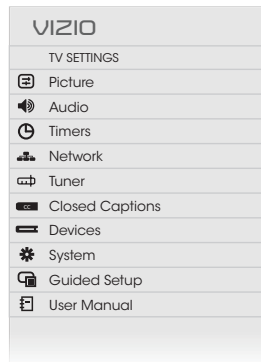 VIZIO
TV SETTINGS
Picture
Audio
Timers
Network
Tuner
CC Closed Captions
Devices
System
Guided Setup
User Manual